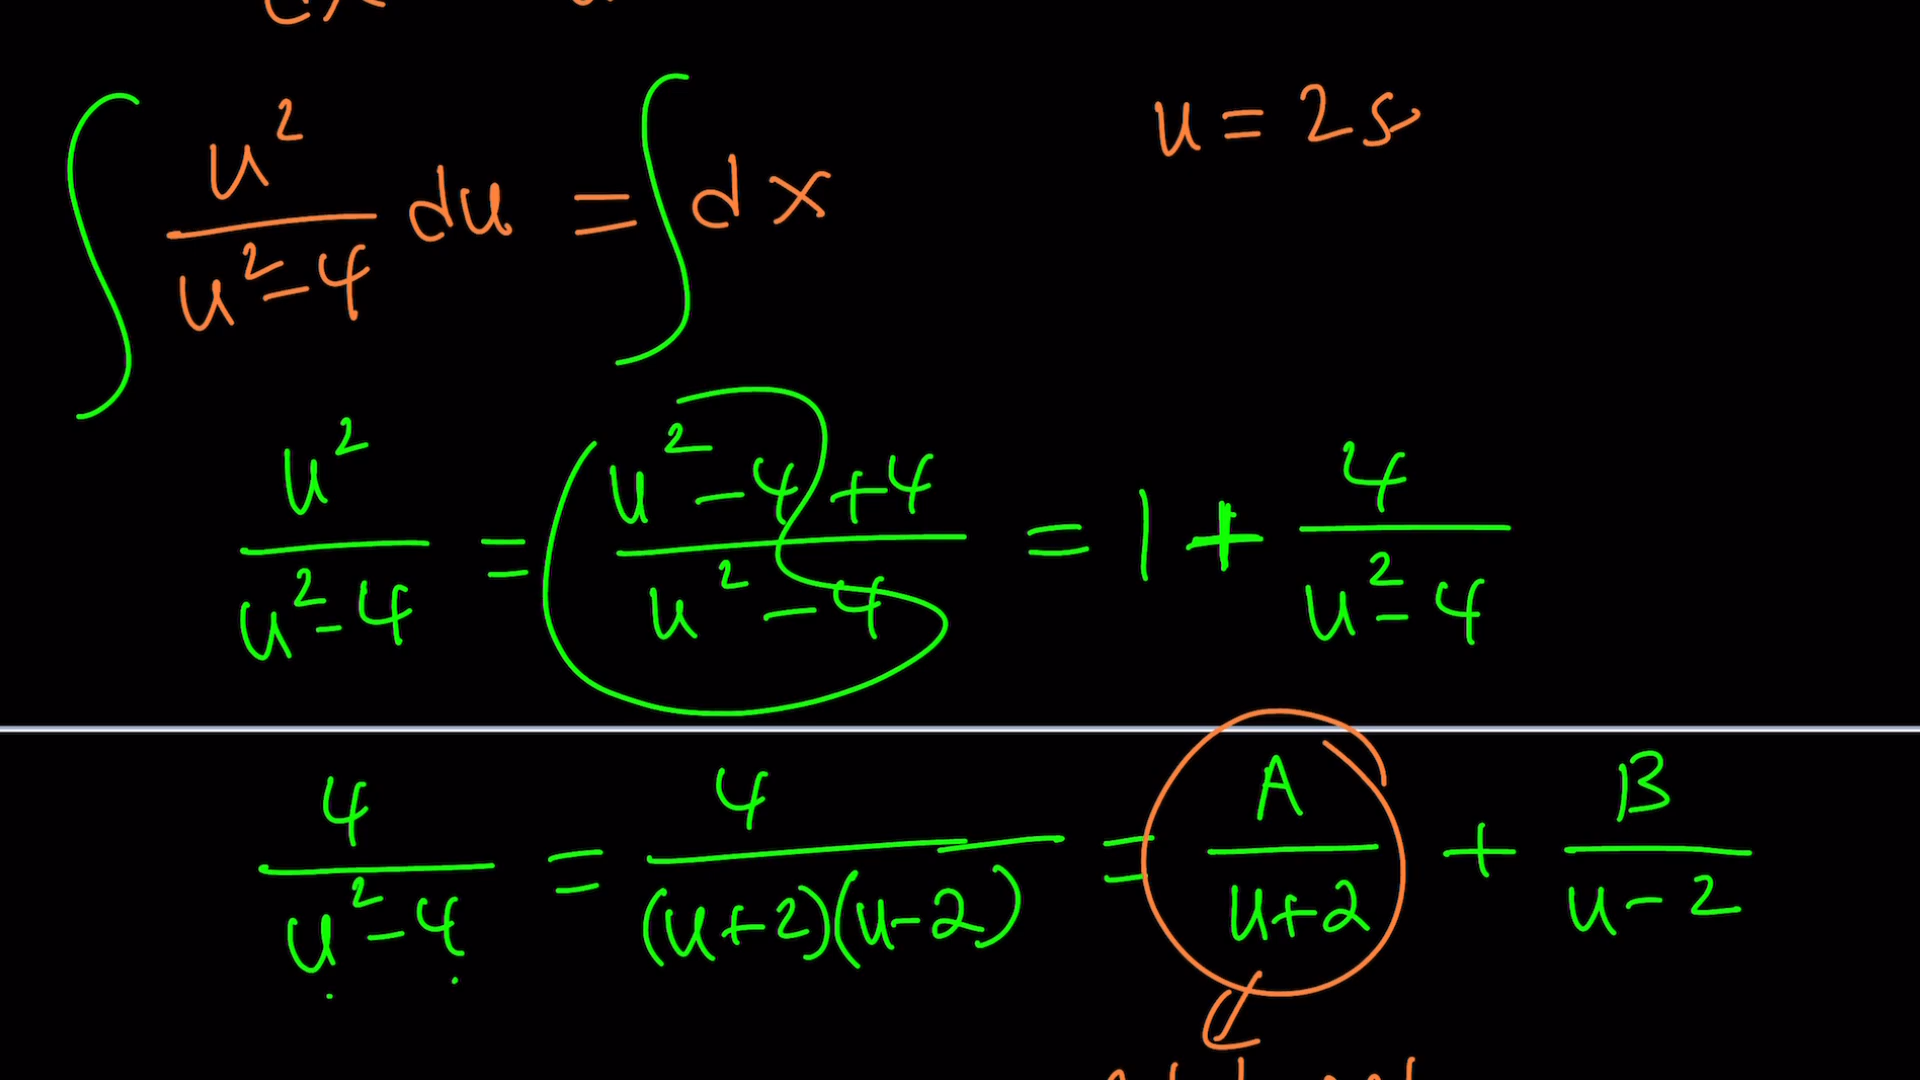 ∫ u²/(u²-4) du = ∫ dx
u = 2s
u²/(u²-4) = (u²-4+4)/(u²-4) = 1 + 4/(u²-4)
4/(u²-4) = 4/((u+2)(u-2)) = A/(u+2) + B/(u-2)